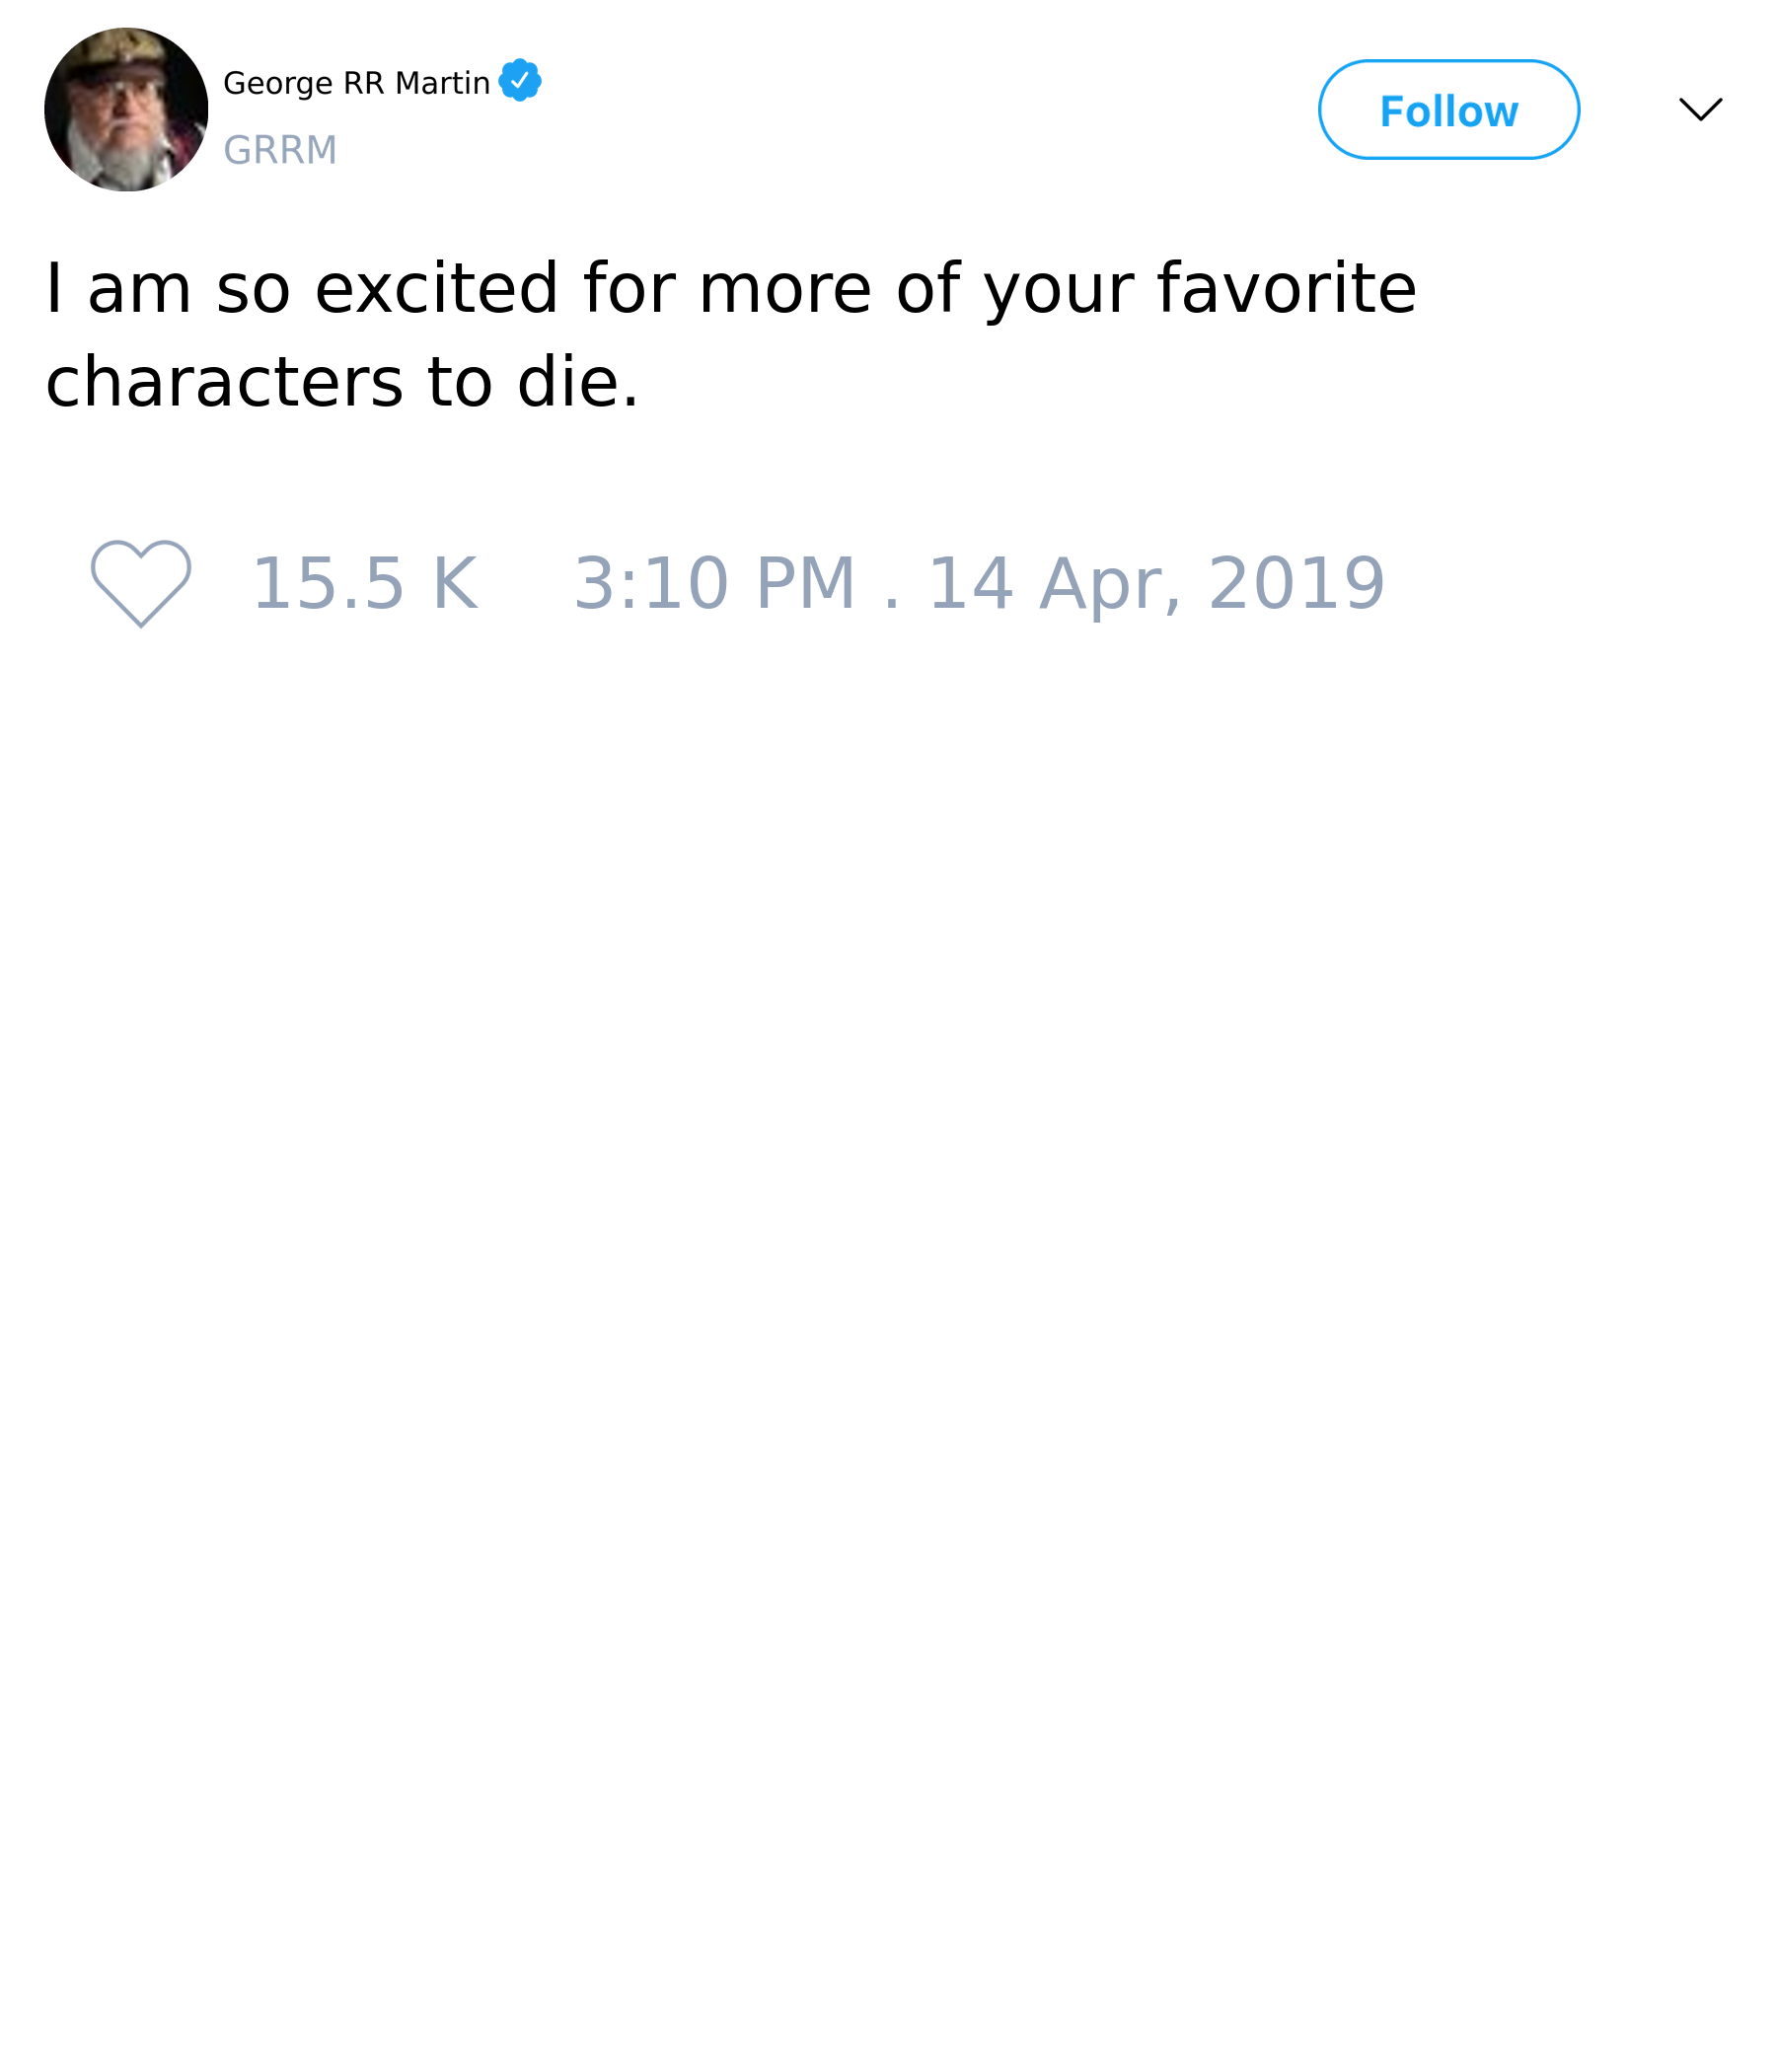 George RR Martin
GRRM
Follow
I am so excited for more of your favorite
characters to die.
15.5 K 3:10 PM . 14 Apr, 2019